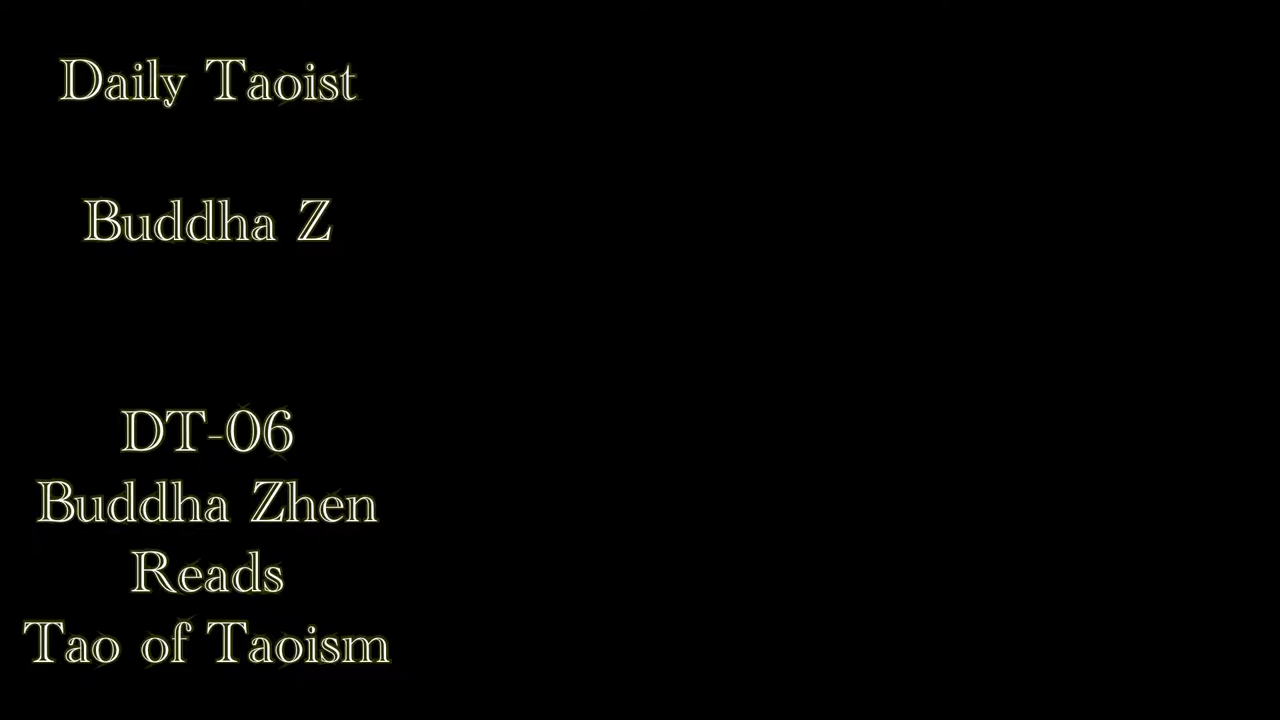 Daily Taoist
Buddha Z
DT-06
Buddha Zhen
Reads
Tao of Taoism